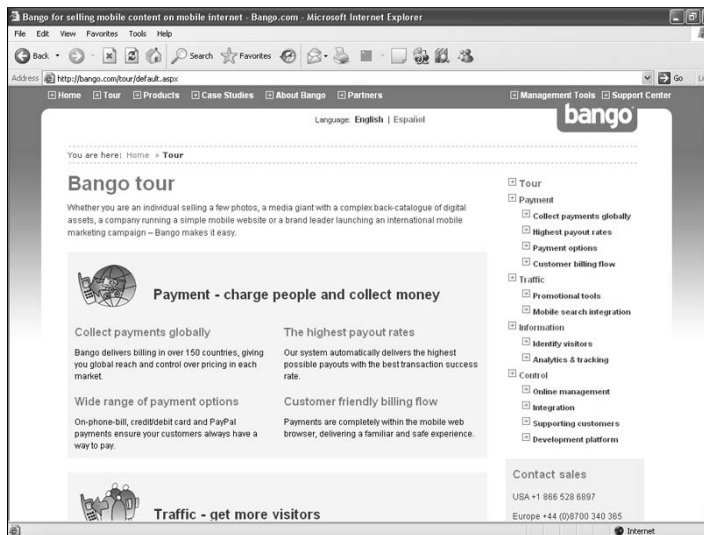 Bango for selling mobile content on mobile internet - Bango.com - Microsoft Internet Explorer
File Edit View Favorites Tools Help
Back Search Favorites
Address http://bango.com/tour/default.aspx Go
Home Tour Products Case Studies About Bango Partners Management Tools Support Center
bango
Language: English | Español
You are here: Home » Tour
Bango tour
Whether you are an individual selling a few photos, a media giant with a complex back-catalogue of digital
assets, a company running a simple mobile website or a brand leader launching an international mobile
marketing campaign – Bango makes it easy.
Payment - charge people and collect money
Collect payments globally
Bango delivers billing in over 150 countries, giving
you global reach and control over pricing in each
market.
The highest payout rates
Our system automatically delivers the highest
possible payouts with the best transaction success
rate.
Wide range of payment options
On-phone-bill, credit/debit card and PayPal
payments ensure your customers always have a
way to pay.
Customer friendly billing flow
Payments are completely within the mobile web
browser, delivering a familiar and safe experience.
Traffic - get more visitors
Tour
Payment
Collect payments globally
Highest payout rates
Payment options
Customer billing flow
Traffic
Promotional tools
Mobile search integration
Information
Identify visitors
Analytics & tracking
Control
Online management
Integration
Supporting customers
Development platform
Contact sales
USA +1 866 528 6897
Europe +44 (0)8700 340 365
Internet